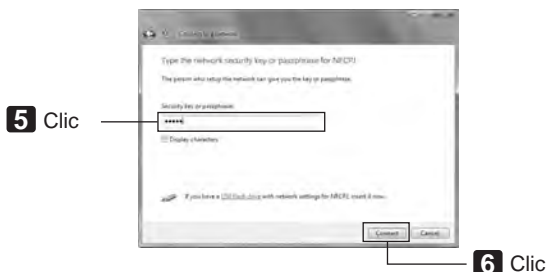 Connect to a network
Type the network security key or passphrase for NECPJ
The person who setup the network can give you the key or passphrase.
Security key or passphrase:
•••••
Display characters
5 Clic
If you have a USB flash drive with network settings for NECPJ, insert it now.
Connect Cancel
6 Clic